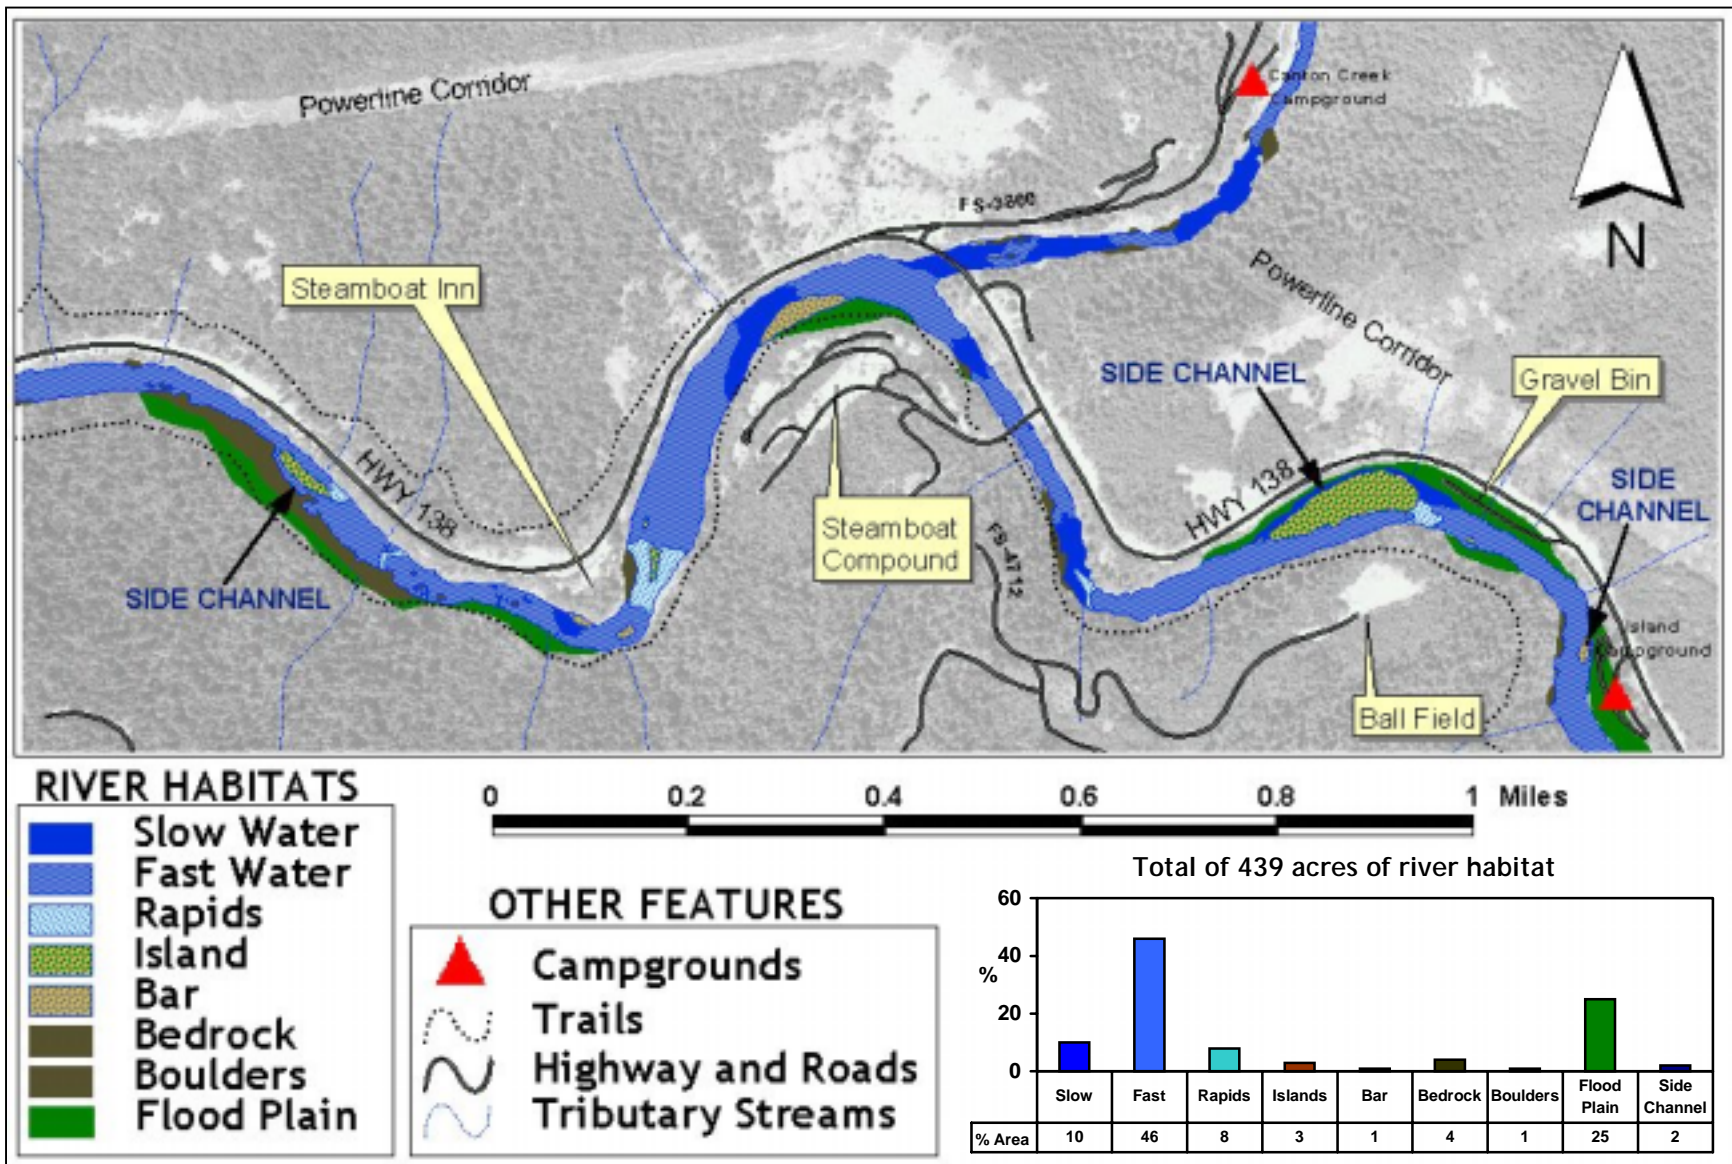 Powerline Corridor
Canton Creek
Campground
FS-3800
N
Powerline Corridor
Steamboat Inn
SIDE CHANNEL
Gravel Bin
HWY 138
HWY 138
SIDE
CHANNEL
Steamboat
Compound
FS-4712
SIDE CHANNEL
Island
Campground
Ball Field
RIVER HABITATS
Slow Water
Fast Water
Rapids
Island
Bar
Bedrock
Boulders
Flood Plain
0 0.2 0.4 0.6 0.8 1 Miles
OTHER FEATURES
Campgrounds
Trails
Highway and Roads
Tributary Streams
Total of 439 acres of river habitat
60
40
%
20
0
Slow Fast Rapids Islands Bar Bedrock Boulders Flood Plain Side Channel
% Area 10 46 8 3 1 4 1 25 2